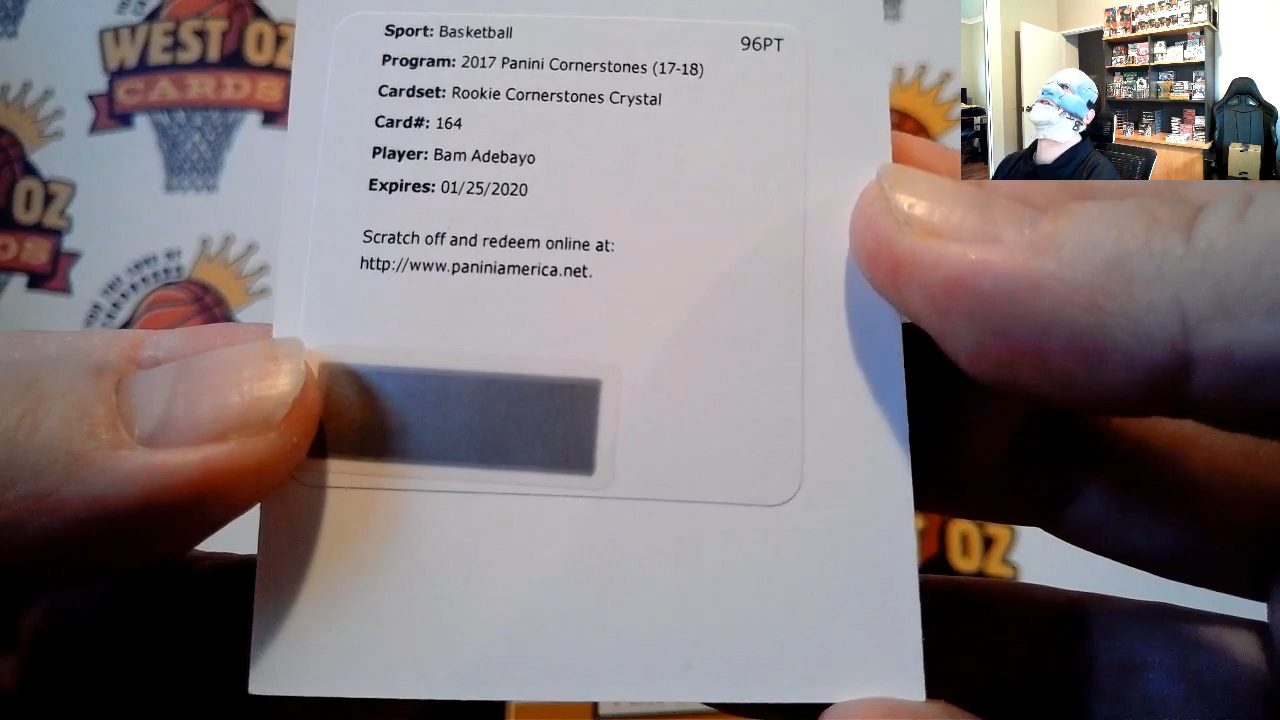 WEST OZ
CARDS
Sport: Basketball
96PT
Program: 2017 Panini Cornerstones (17-18)
Cardset: Rookie Cornerstones Crystal
Card#: 164
Player: Bam Adebayo
Expires: 01/25/2020
Scratch off and redeem online at:
http://www.paniniamerica.net.
OZ
DS
OZ